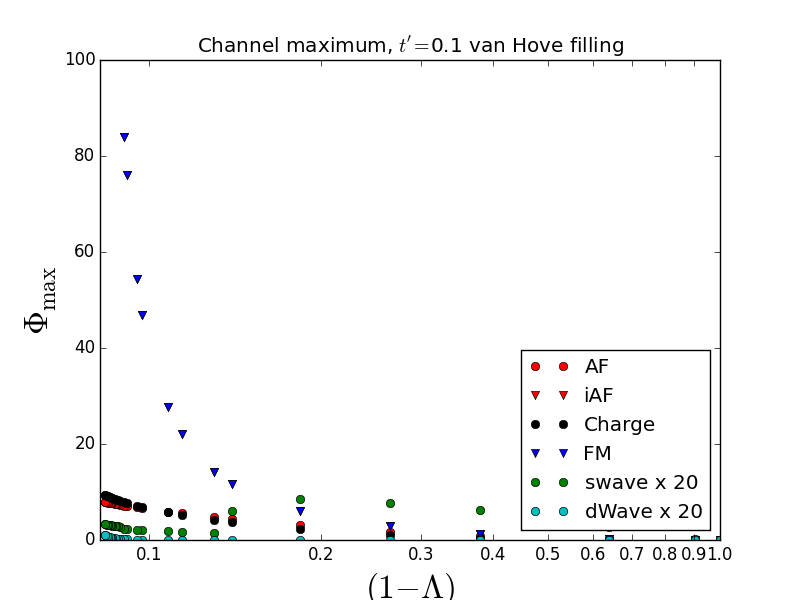 Channel maximum, t′=0.1 van Hove filling
100
80
60
40
20
0
Φmax
AF
iAF
Charge
FM
swave x 20
dWave x 20
0.1 0.2 0.3 0.4 0.5 0.6 0.7 0.8 0.91.0
(1−Λ)